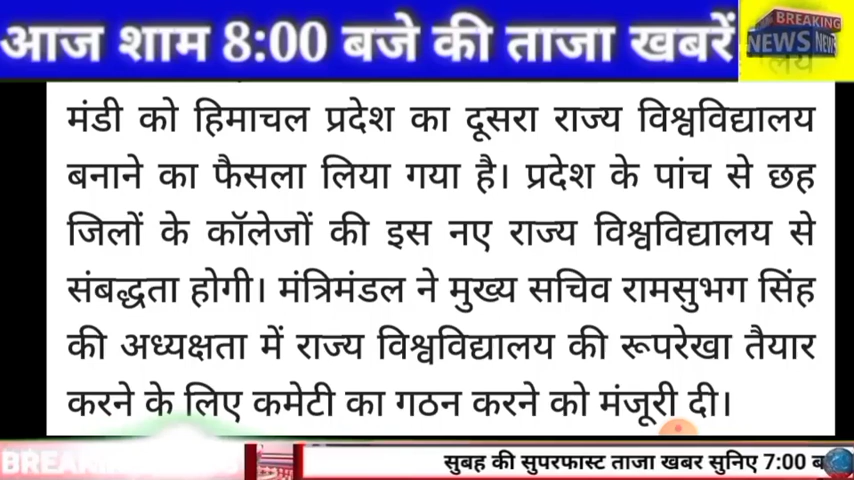 आज शाम 8:00 बजे की ताजा खबरें
BREAKING
NEWS NEWS
मंडी को हिमाचल प्रदेश का दूसरा राज्य विश्वविद्यालय
बनाने का फैसला लिया गया है। प्रदेश के पांच से छह
जिलों के कॉलेजों की इस नए राज्य विश्वविद्यालय से
संबद्धता होगी। मंत्रिमंडल ने मुख्य सचिव रामसुभग सिंह
की अध्यक्षता में राज्य विश्वविद्यालय की रूपरेखा तैयार
करने के लिए कमेटी का गठन करने को मंजूरी दी।
सुबह की सुपरफास्ट ताजा खबर सुनिए 7:00 ब